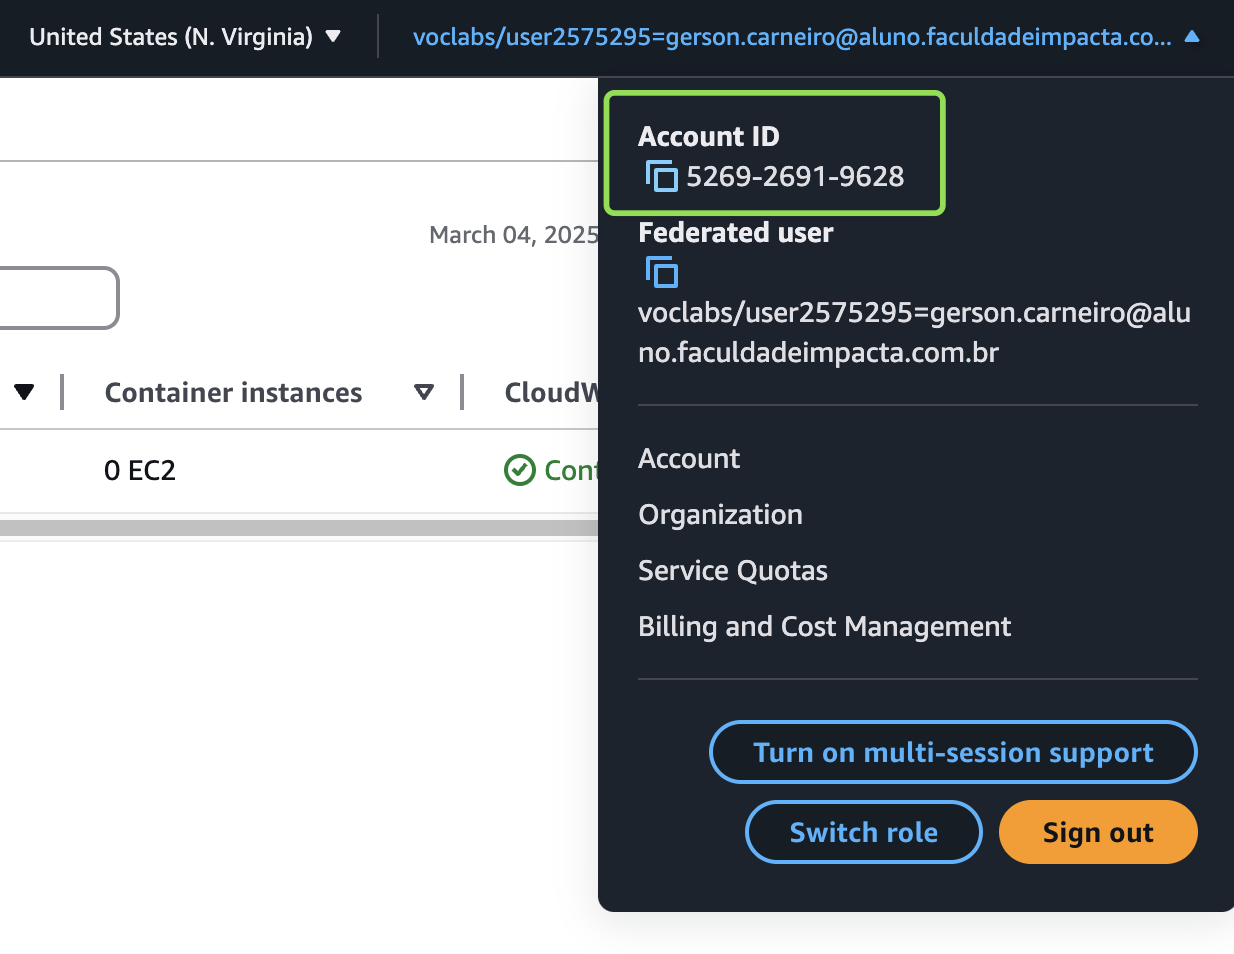 United States (N. Virginia)
voclabs/user2575295=gerson.carneiro@aluno.faculdadeimpacta.co...
Account ID
5269-2691-9628
March 04, 2025
Federated user
voclabs/user2575295=gerson.carneiro@alu
no.faculdadeimpacta.com.br
Container instances
CloudW
0 EC2
Cont
Account
Organization
Service Quotas
Billing and Cost Management
Turn on multi-session support
Switch role
Sign out